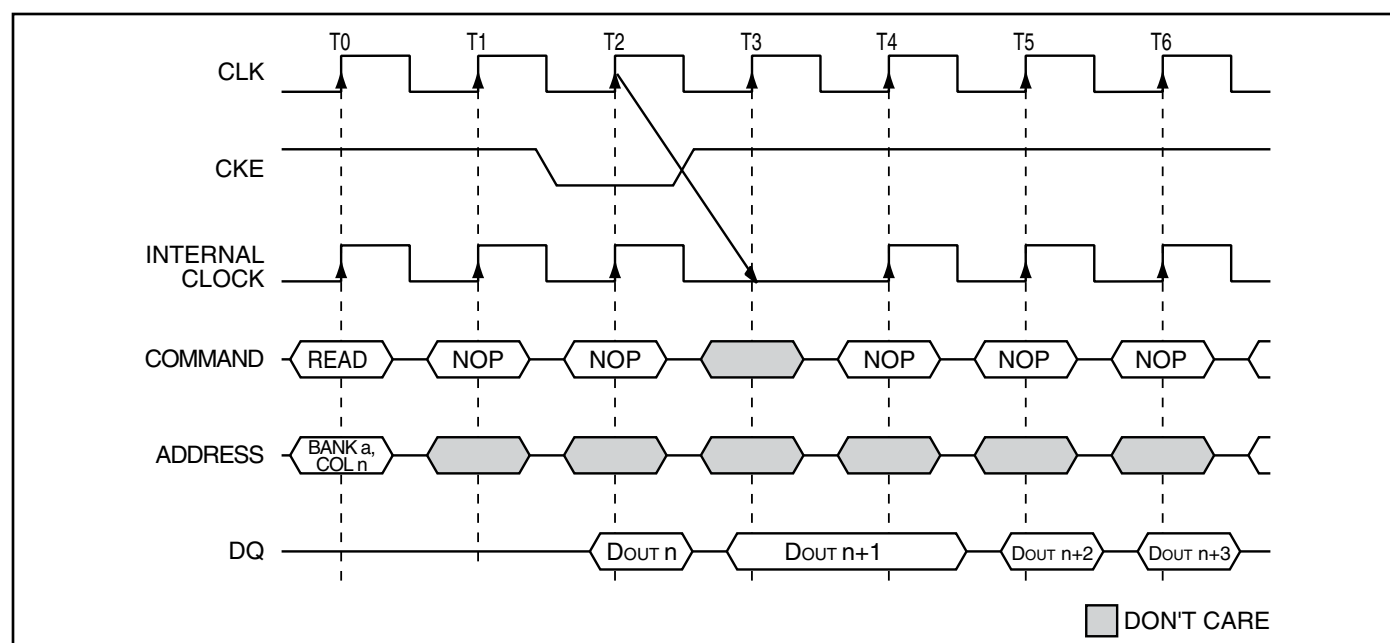 T0 T1 T2 T3 T4 T5 T6
CLK
CKE
INTERNAL
CLOCK
COMMAND READ NOP NOP NOP NOP NOP
ADDRESS BANK a,
COL n
DQ DOUT n DOUT n+1 DOUT n+2 DOUT n+3
DON'T CARE